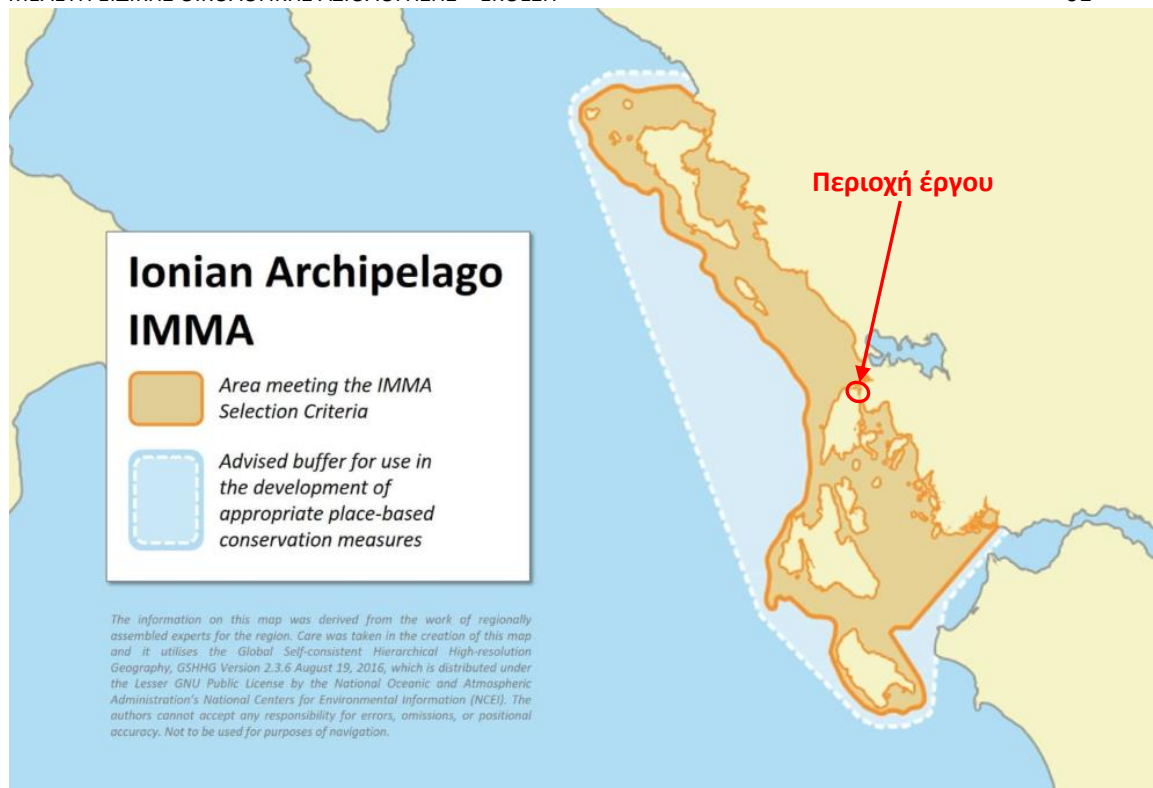 Περιοχή έργου
Ionian Archipelago
IMMA
Area meeting the IMMA
Selection Criteria
Advised buffer for use in
the development of
appropriate place-based
conservation measures
The information on this map was derived from the work of regionally
assembled experts for the region. Care was taken in the creation of this map
and it utilises the Global Self-consistent Hierarchical High-resolution
Geography, GSHHG Version 2.3.6 August 19, 2016, which is distributed under
the Lesser GNU Public License by the National Oceanic and Atmospheric
Administration's National Centers for Environmental Information (NCEI). The
authors cannot accept any responsibility for errors, omissions, or positional
accuracy. Not to be used for purposes of navigation.